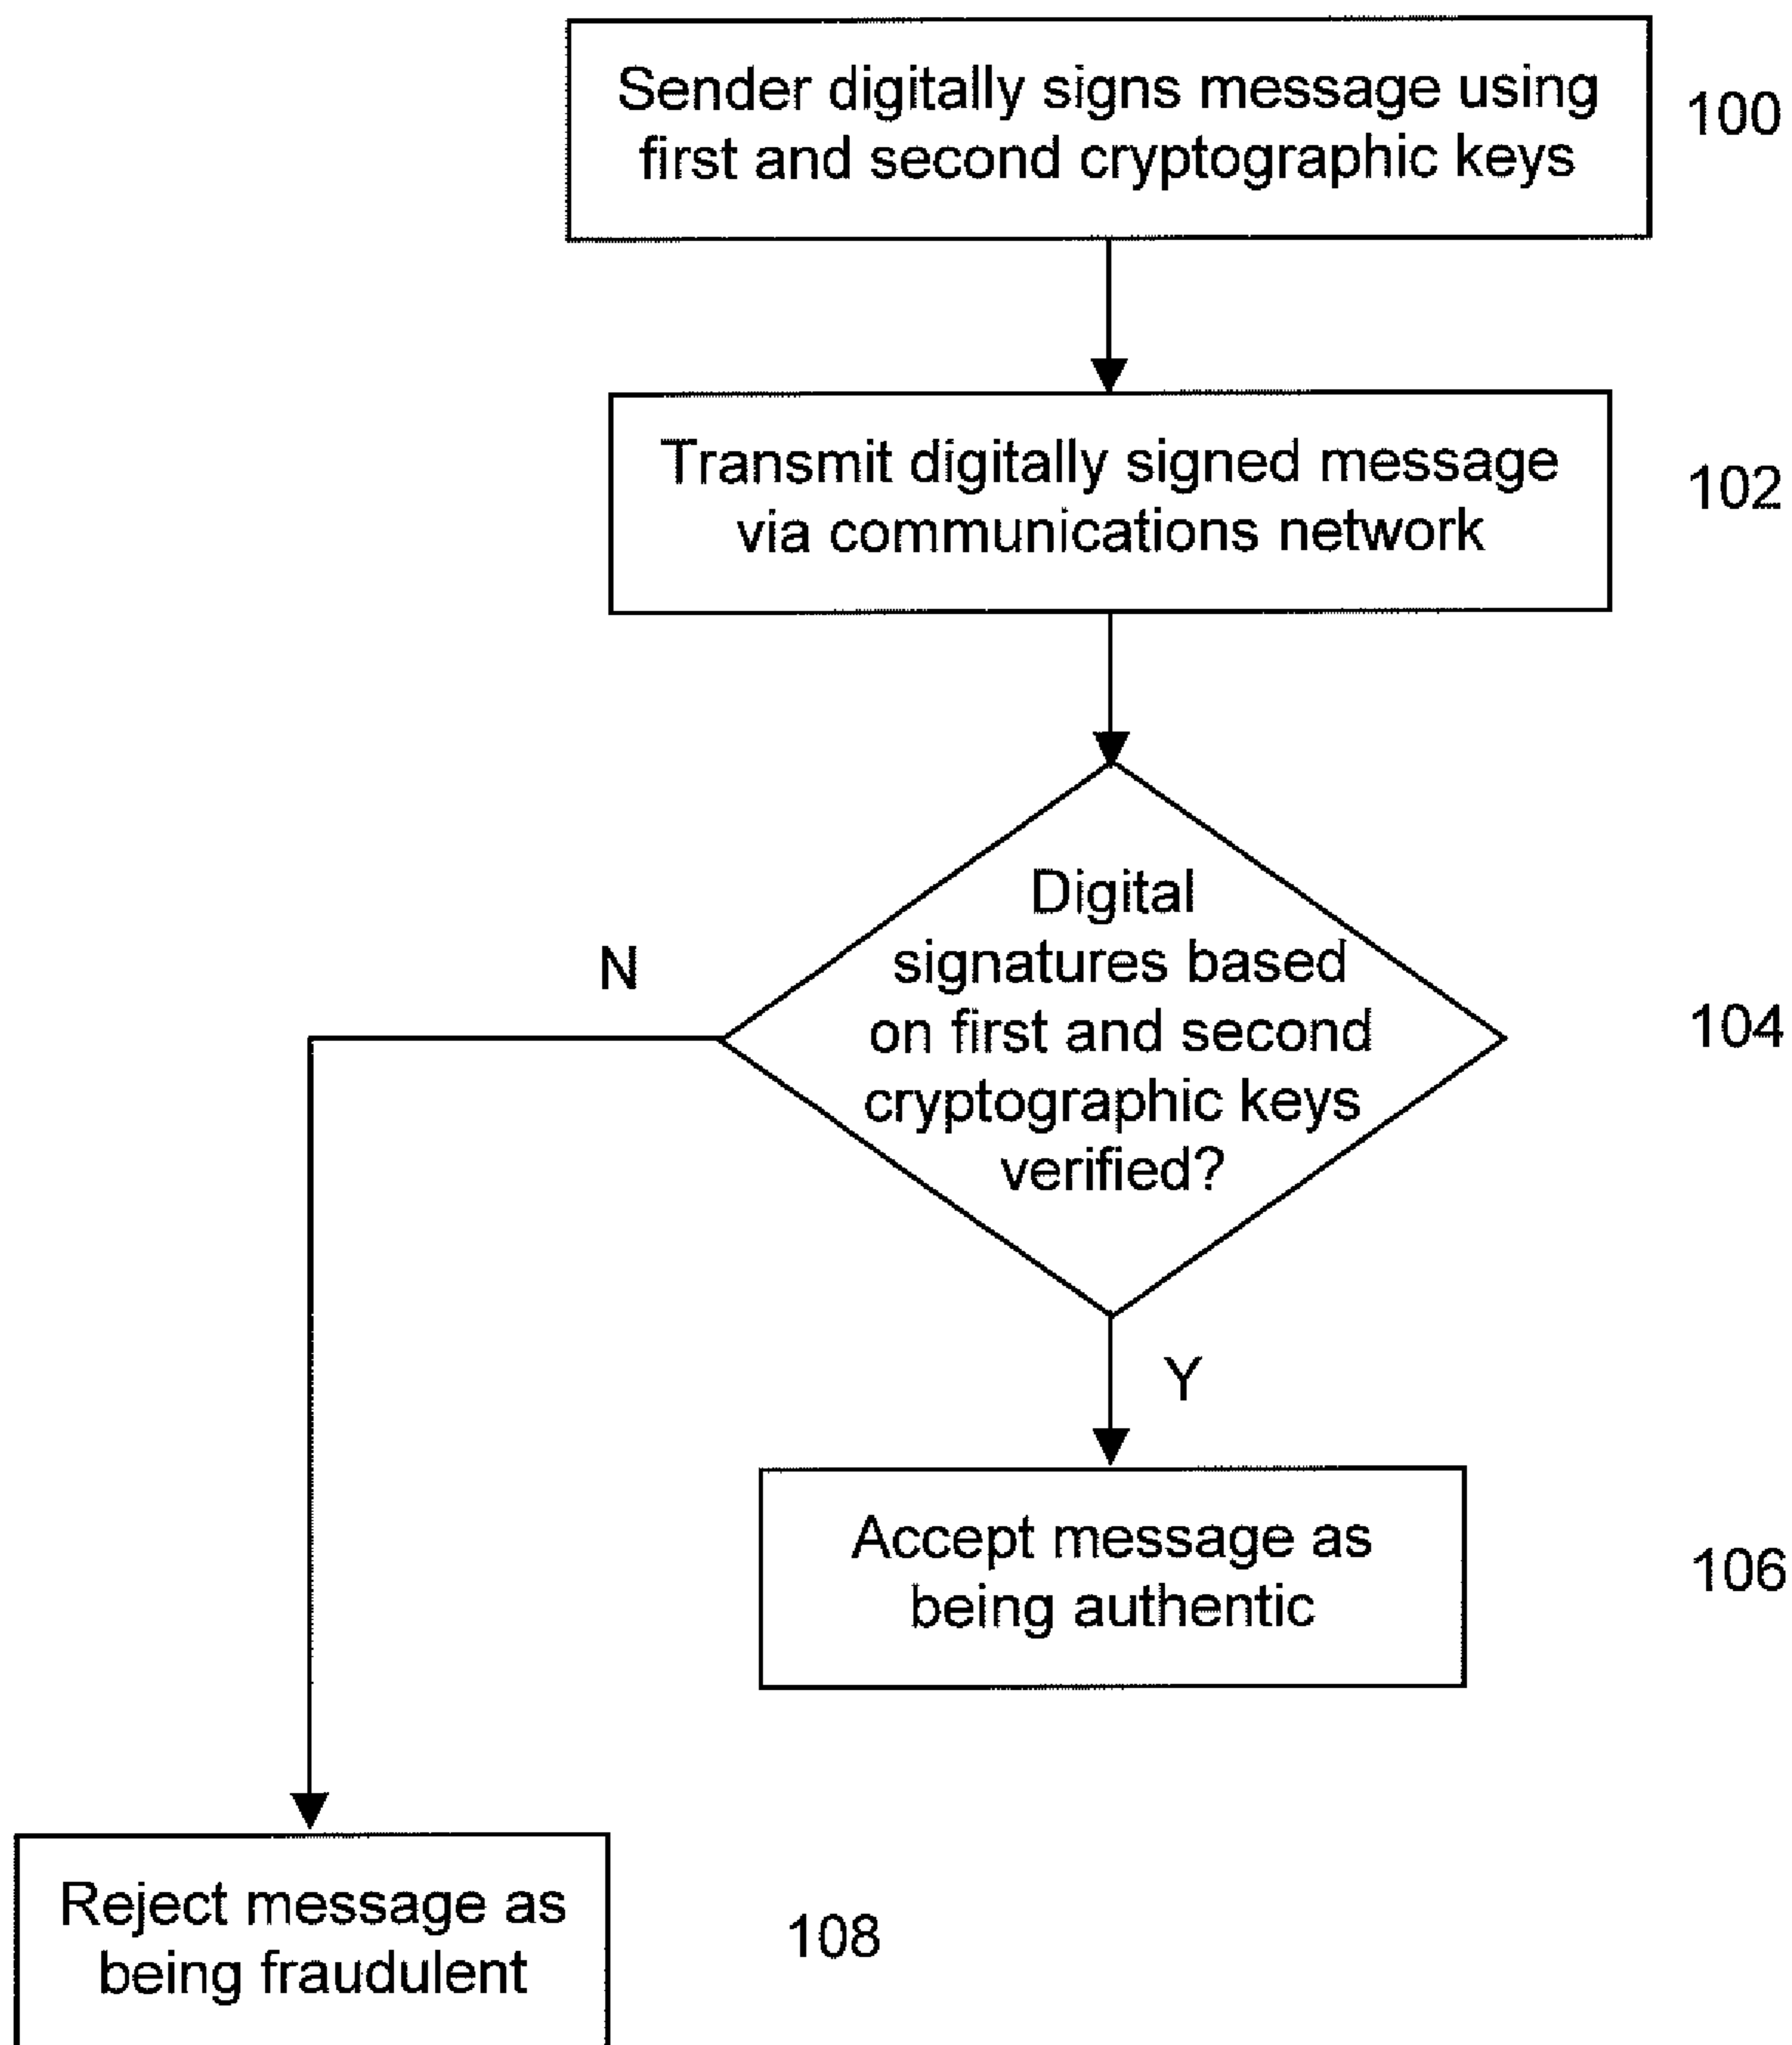 Sender digitally signs message using
first and second cryptographic keys
100
Transmit digitally signed message
via communications network
102
Digital
signatures based
on first and second
cryptographic keys
verified?
N
104
Y
Accept message as
being authentic
106
Reject message as
being fraudulent
108